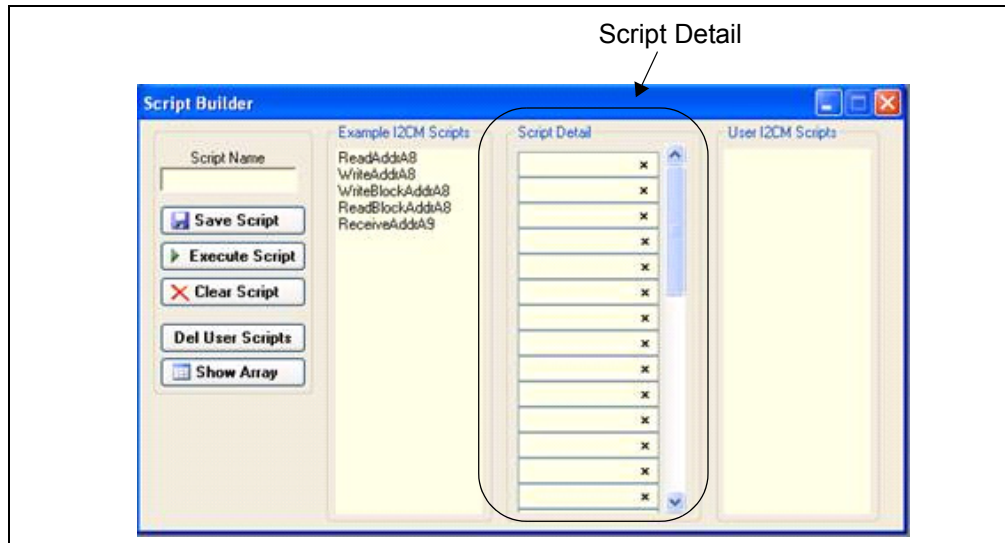 Script Detail
Script Builder
Script Name
Save Script
Execute Script
Clear Script
Del User Scripts
Show Array
Example I2CM Scripts
ReadAddrA8
WriteAddrA8
WriteBlockAddrA8
ReadBlockAddrA8
ReceiveAddrA9
Script Detail
User I2CM Scripts